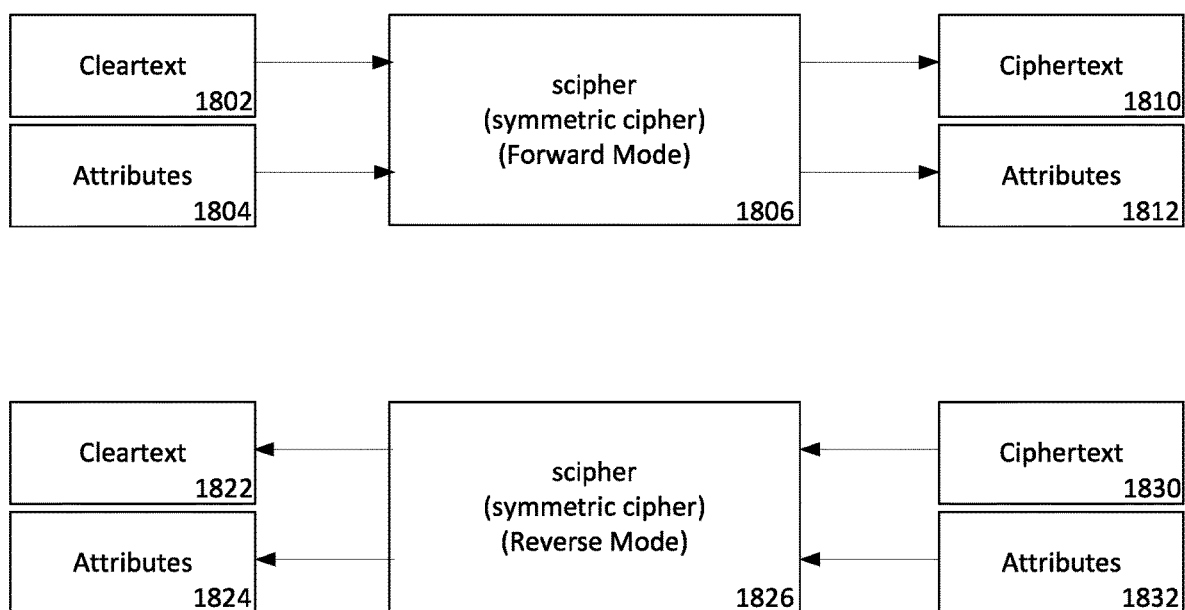 Cleartext
1802
Attributes
1804
scipher
(symmetric cipher)
(Forward Mode)
1806
Ciphertext
1810
Attributes
1812
Cleartext
1822
Attributes
1824
scipher
(symmetric cipher)
(Reverse Mode)
1826
Ciphertext
1830
Attributes
1832